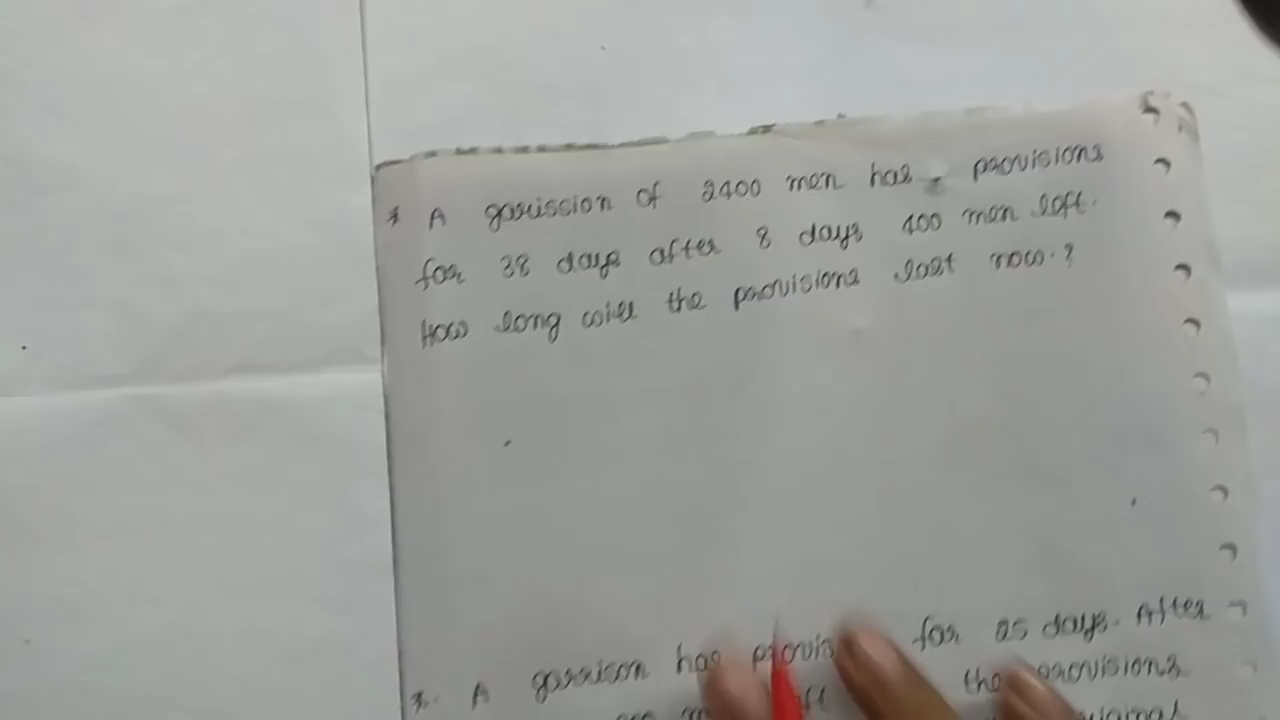 * A garission of 2400 men has provisions
for 38 days after 8 days 400 men left.
How long will the provisions last now.?
*. A garrison has for 25 days. After
the provisions